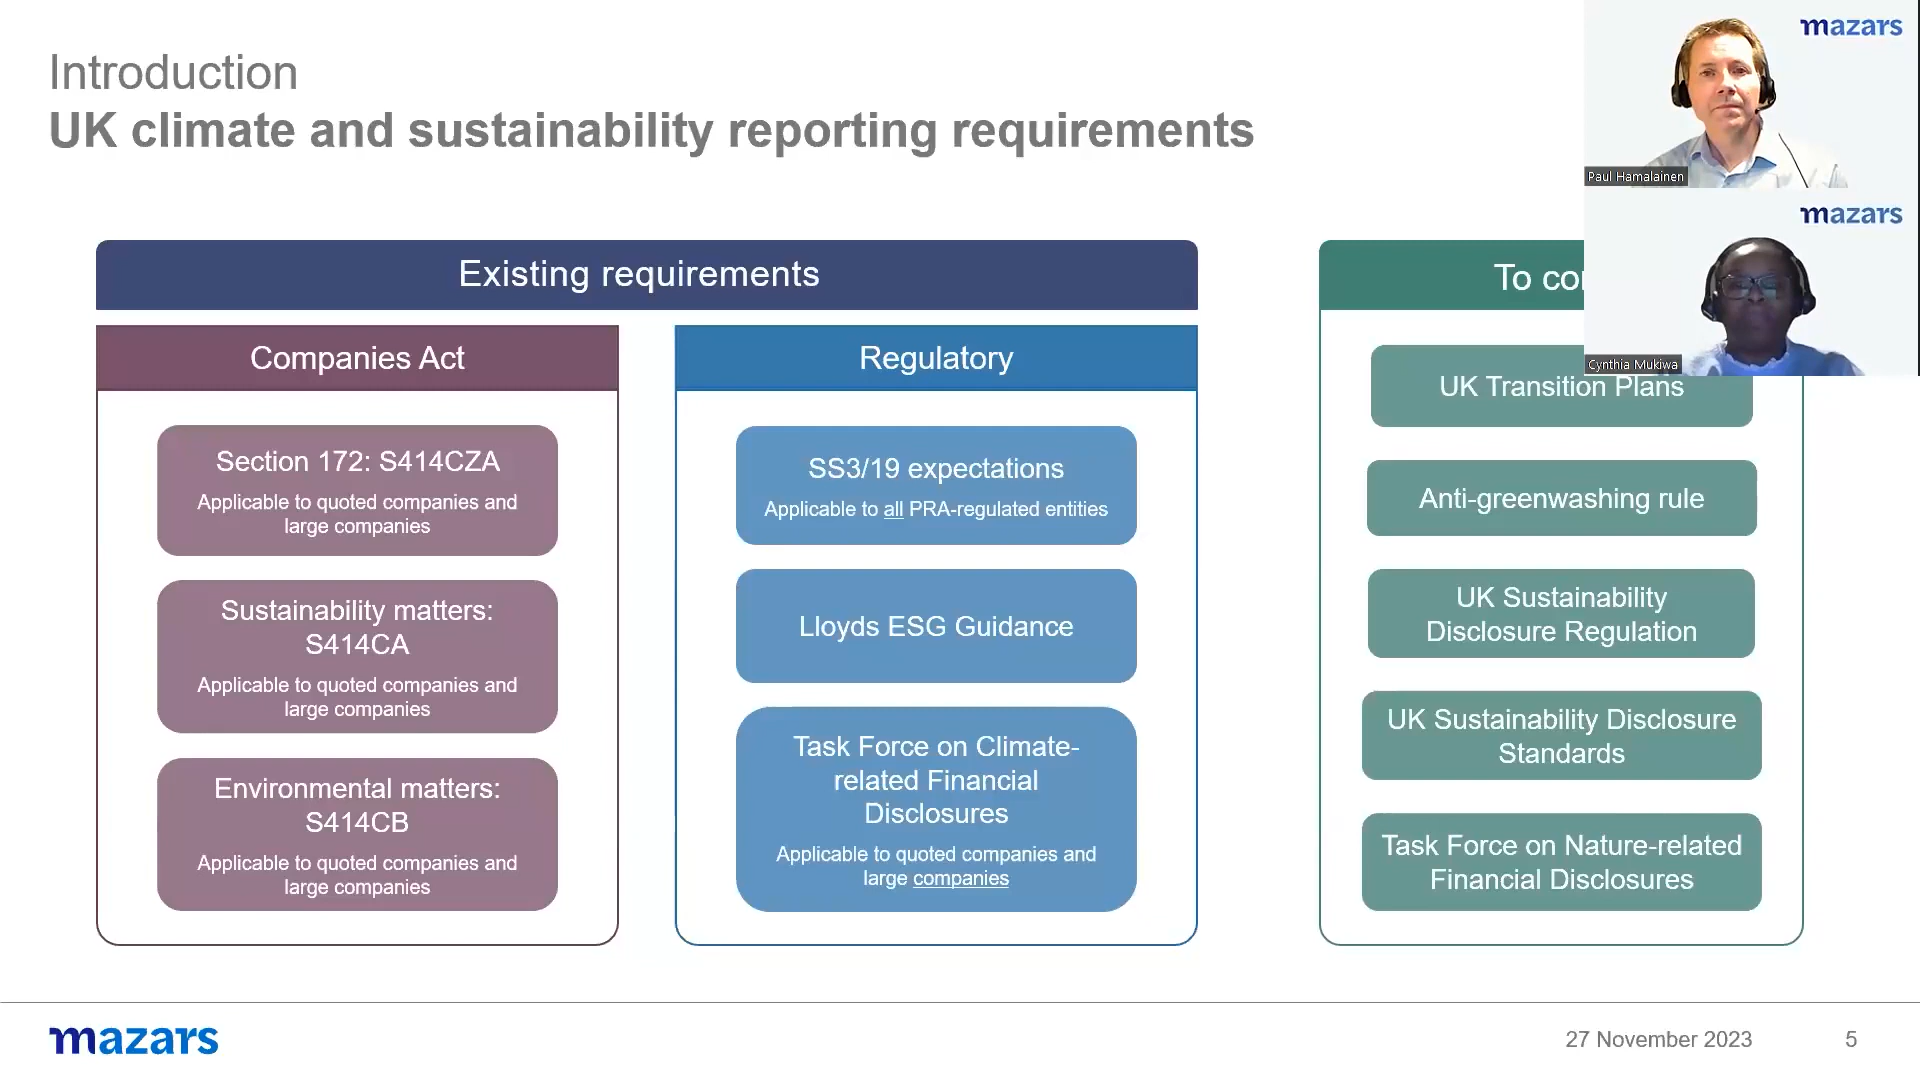 Introduction
UK climate and sustainability reporting requirements
mazars
Paul Hamalainen
mazars
Cynthia Mukiwa
Existing requirements
Companies Act
Section 172: S414CZA
Applicable to quoted companies and
large companies
Sustainability matters:
S414CA
Applicable to quoted companies and
large companies
Environmental matters:
S414CB
Applicable to quoted companies and
large companies
Regulatory
SS3/19 expectations
Applicable to all PRA-regulated entities
Lloyds ESG Guidance
Task Force on Climate-
related Financial
Disclosures
Applicable to quoted companies and
large companies
To
UK Transition Plans
Anti-greenwashing rule
UK Sustainability
Disclosure Regulation
UK Sustainability Disclosure
Standards
Task Force on Nature-related
Financial Disclosures
mazars
27 November 2023
5